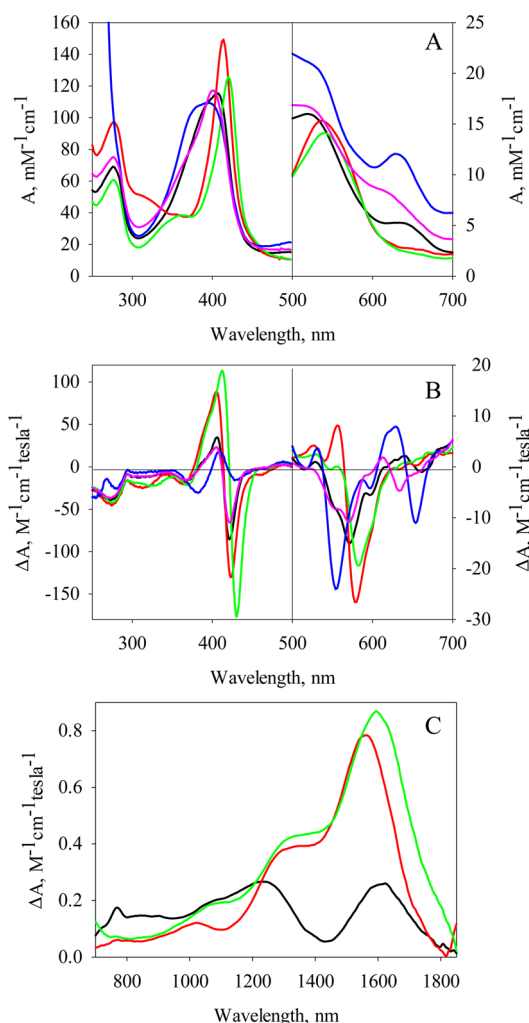 A
160
140
120
100
80
60
40
20
0
A, mM⁻¹cm⁻¹
25
20
15
10
5
0
A, mM⁻¹cm⁻¹
300 400 500 600 700
Wavelength, nm
B
100
50
0
-50
-100
-150
ΔA, M⁻¹cm⁻¹tesla⁻¹
20
10
0
-10
-20
-30
ΔA, M⁻¹cm⁻¹tesla⁻¹
300 400 500 600 700
Wavelength, nm
C
0.8
0.6
0.4
0.2
0.0
ΔA, M⁻¹cm⁻¹tesla⁻¹
800 1000 1200 1400 1600 1800
Wavelength, nm